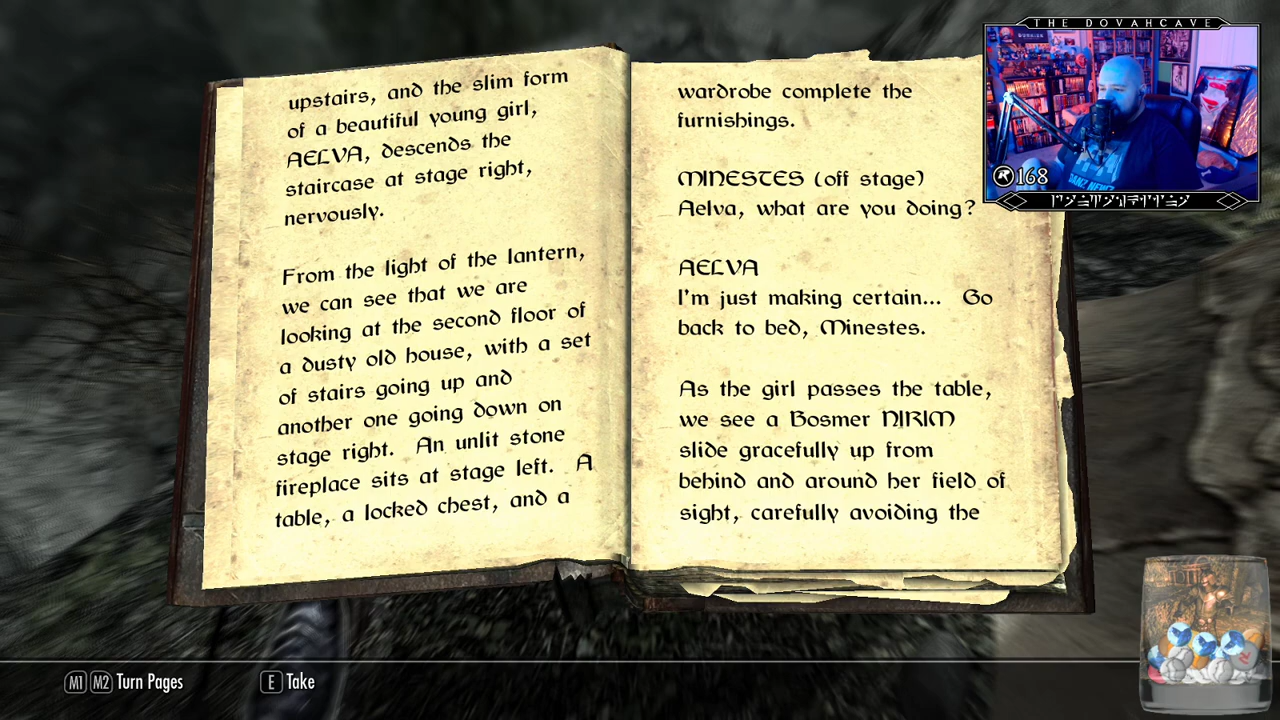 THE DOVAHCAVE
168
upstairs, and the slim form
of a beautiful young girl,
AELVA, descends the
staircase at stage right,
nervously.
From the light of the lantern,
we can see that we are
looking at the second floor of
a dusty old house, with a set
of stairs going up and
another one going down on
stage right. An unlit stone
fireplace sits at stage left. A
table, a locked chest, and a
wardrobe complete the
furnishings.
MINESTES (off stage)
Aelva, what are you doing?
AELVA
I'm just making certain... Go
back to bed, Minestes.
As the girl passes the table,
we see a Bosmer NIRIM
slide gracefully up from
behind and around her field of
sight, carefully avoiding the
M1 M2 Turn Pages
E Take